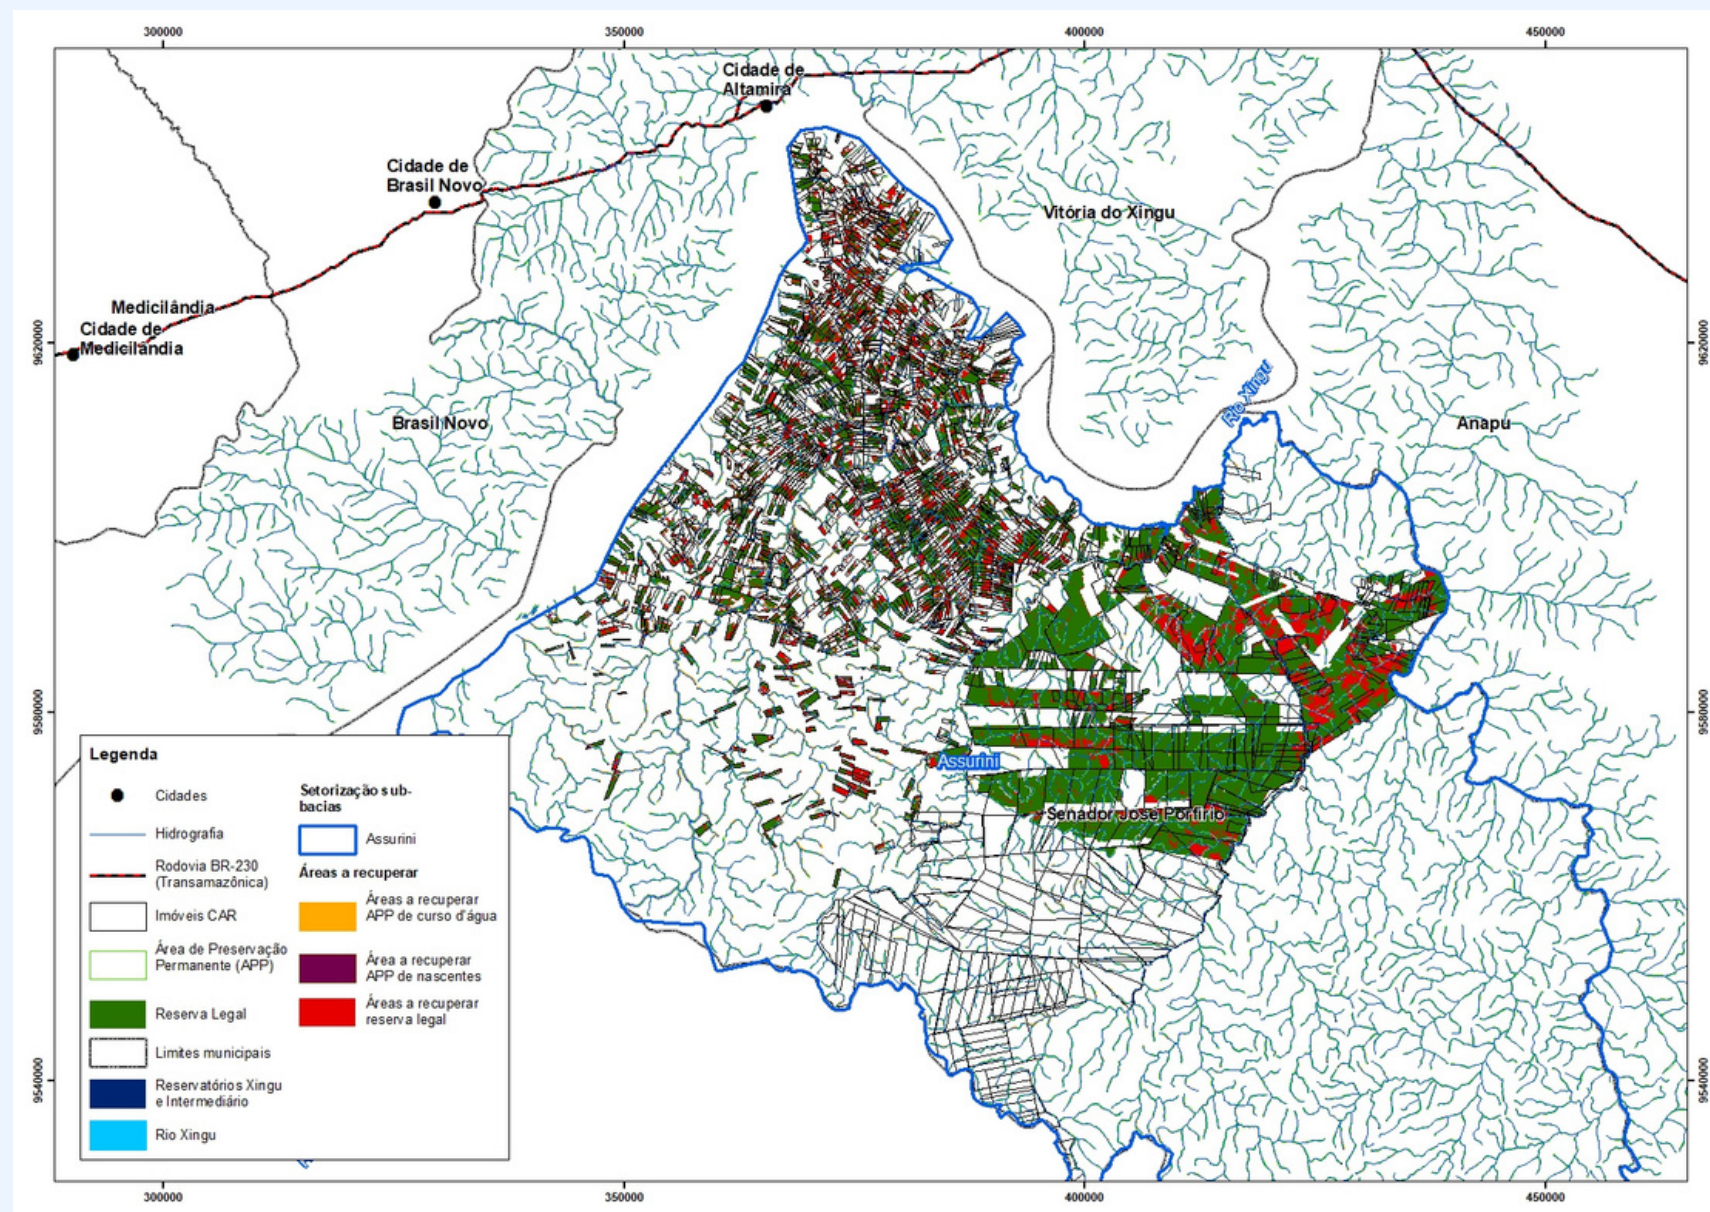 300000
350000
400000
450000
Cidade de
Altamira
Cidade de
Brasil Novo
Vitória do Xingu
Medicilândia
Cidade de
Medicilândia
9620000
9620000
Rio Xingu
Brasil Novo
Anapu
9580000
9580000
Assurini
Senador José Porfírio
Legenda
Cidades
Hidrografia
Rodovia BR-230
(Transamazônica)
Imóveis CAR
Área de Preservação
Permanente (APP)
Reserva Legal
Limites municipais
Reservatórios Xingu
e Intermediário
Rio Xingu
Setorização sub-
bacias
Assurini
Áreas a recuperar
Áreas a recuperar
APP de curso d'água
Área a recuperar
APP de nascentes
Áreas a recuperar
reserva legal
9540000
9540000
300000
350000
400000
450000